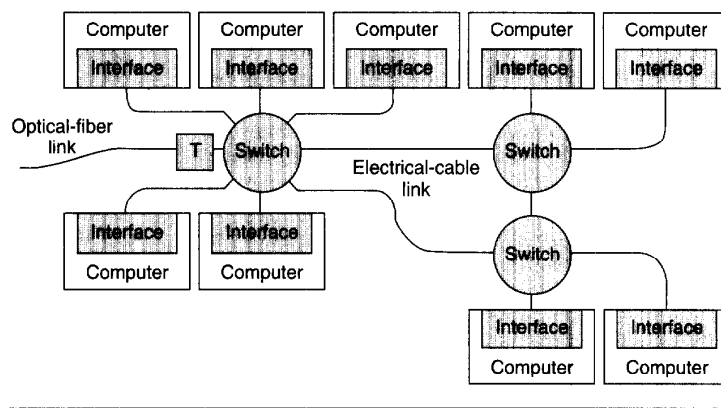 Computer Computer Computer Computer Computer
Interface Interface Interface Interface Interface
Optical-fiber
link
T
Switch
Electrical-cable
link
Switch
Interface Interface
Computer Computer
Switch
Interface Interface
Computer Computer